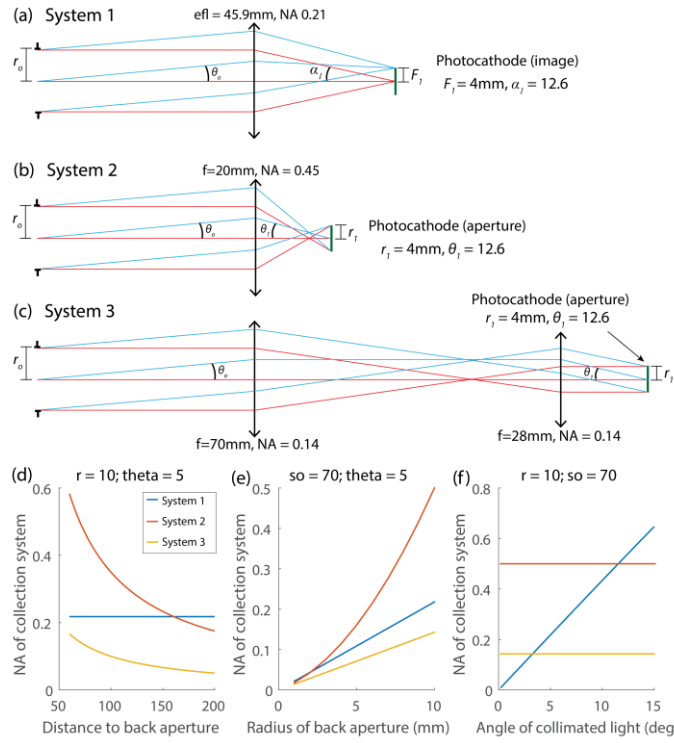 (a) System 1
efl = 45.9mm, NA 0.21
rₒ
θₒ
α₁
F₁
Photocathode (image)
F₁ = 4mm, α₁ = 12.6
(b) System 2
f=20mm, NA = 0.45
rₒ
θₒ
θ₁
r₁
Photocathode (aperture)
r₁ = 4mm, θ₁ = 12.6
(c) System 3
Photocathode (aperture)
r₁ = 4mm, θ₁ = 12.6
rₒ
θₒ
θ₁
r₁
f=70mm, NA = 0.14
f=28mm, NA = 0.14
(d) r = 10; theta = 5
0.6
0.4
0.2
0
50 100 150 200
System 1
System 2
System 3
NA of collection system
Distance to back aperture
(e) so = 70; theta = 5
0.5
0.4
0.3
0.2
0.1
0
0 5 10
NA of collection system
Radius of back aperture (mm)
(f) r = 10; so = 70
0.8
0.6
0.4
0.2
0
0 5 10 15
NA of collection system
Angle of collimated light (deg